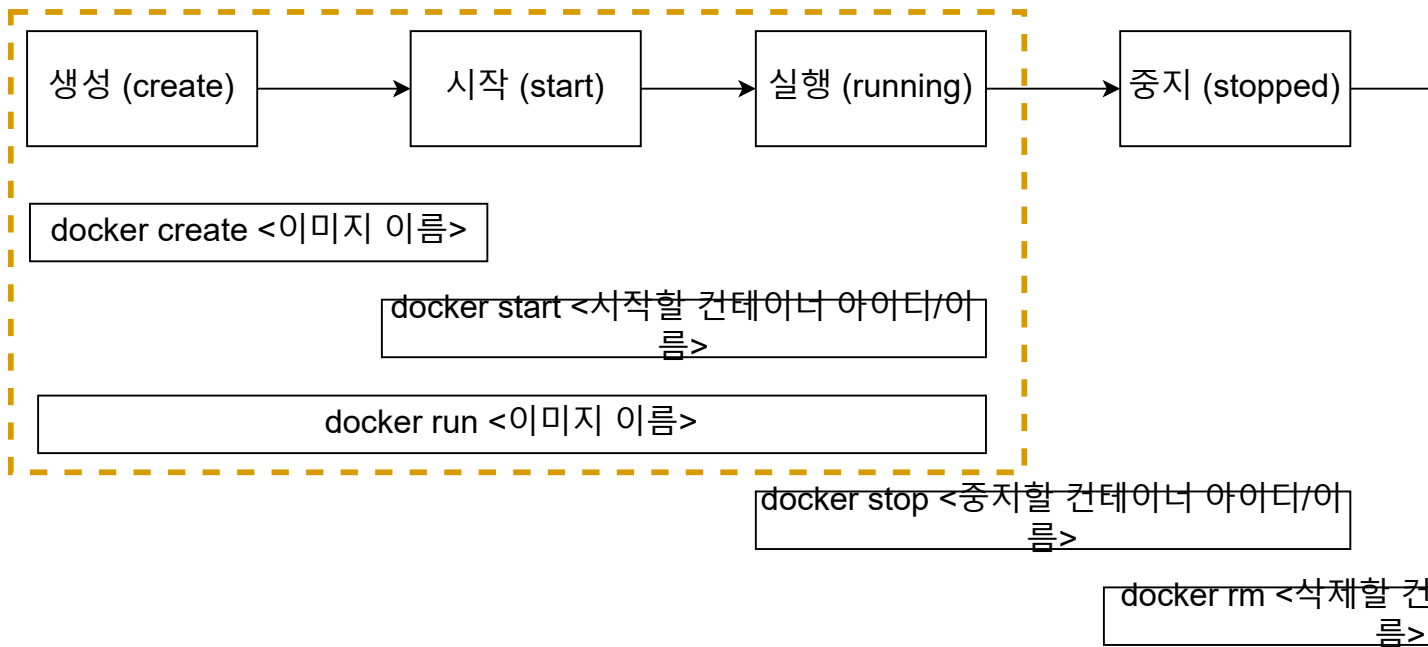 생성 (create)
시작 (start)
실행 (running)
중지 (stopped)
docker create <이미지 이름>
docker start <시작할 컨테이너 아이디/이
름>
docker run <이미지 이름>
docker stop <중지할 컨테이너 아이디/이
름>
docker rm <삭제할
름>